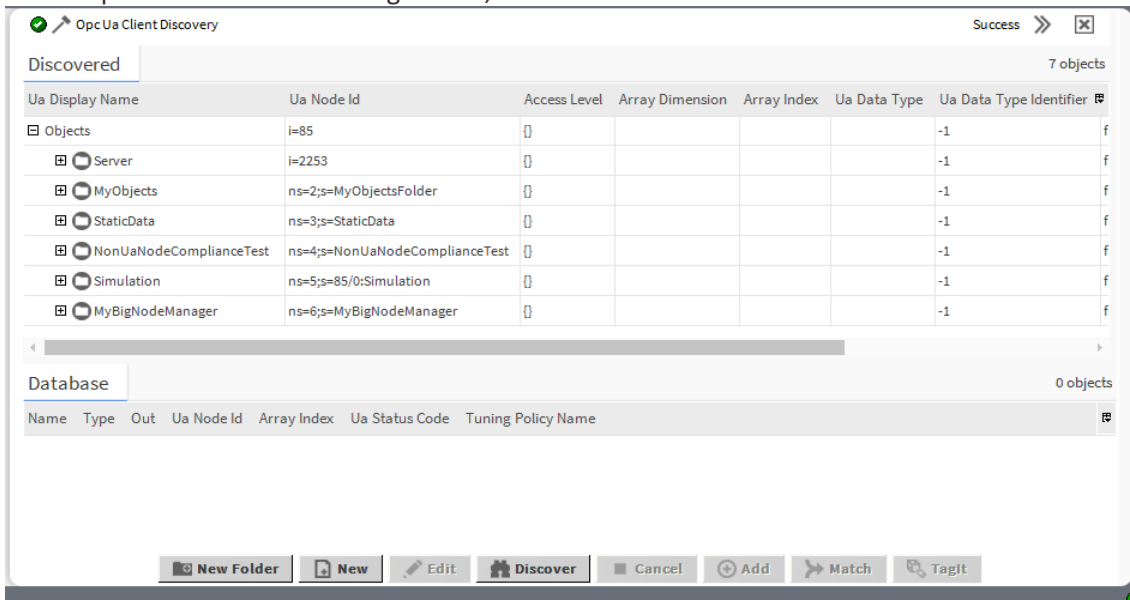 Opc Ua Client Discovery Success
Discovered 7 objects
Ua Display Name Ua Node Id Access Level Array Dimension Array Index Ua Data Type Ua Data Type Identifier
Objects i=85 {} -1 f
Server i=2253 {} -1 f
MyObjects ns=2;s=MyObjectsFolder {} -1 f
StaticData ns=3;s=StaticData {} -1 f
NonUaNodeComplianceTest ns=4;s=NonUaNodeComplianceTest {} -1 f
Simulation ns=5;s=85/0:Simulation {} -1 f
MyBigNodeManager ns=6;s=MyBigNodeManager {} -1 f
Database 0 objects
Name Type Out Ua Node Id Array Index Ua Status Code Tuning Policy Name
New Folder New Edit Discover Cancel Add Match TagIt